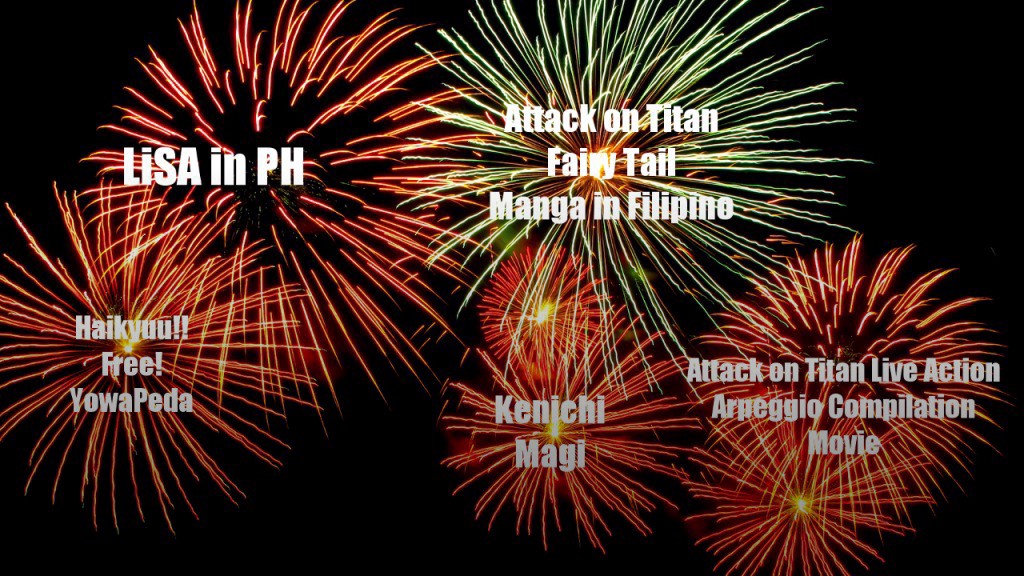 LiSA in PH
Attack on Titan
Fairy Tail
Manga in Filipino
Haikyuu!!
Free!
YowaPeda
Kenichi
Magi
Attack on Titan Live Action
Arpeggio Compilation
Movie